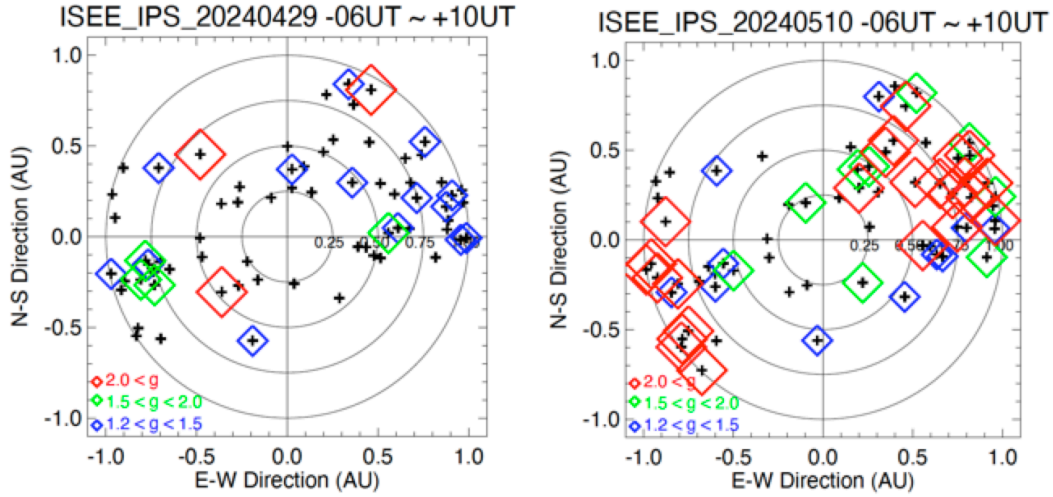 ISEE_IPS_20240429 -06UT ~ +10UT
1.0
0.5
0.0
-0.5
-1.0
N-S Direction (AU)
0.25
0.75
2.0 < g
1.5 < g < 2.0
1.2 < g < 1.5
-1.0 -0.5 0.0 0.5 1.0
E-W Direction (AU)
ISEE_IPS_20240510 -06UT ~ +10UT
1.0
0.5
0.0
-0.5
-1.0
N-S Direction (AU)
0.25
2.0 < g
1.5 < g < 2.0
1.2 < g < 1.5
-1.0 -0.5 0.0 0.5 1.0
E-W Direction (AU)